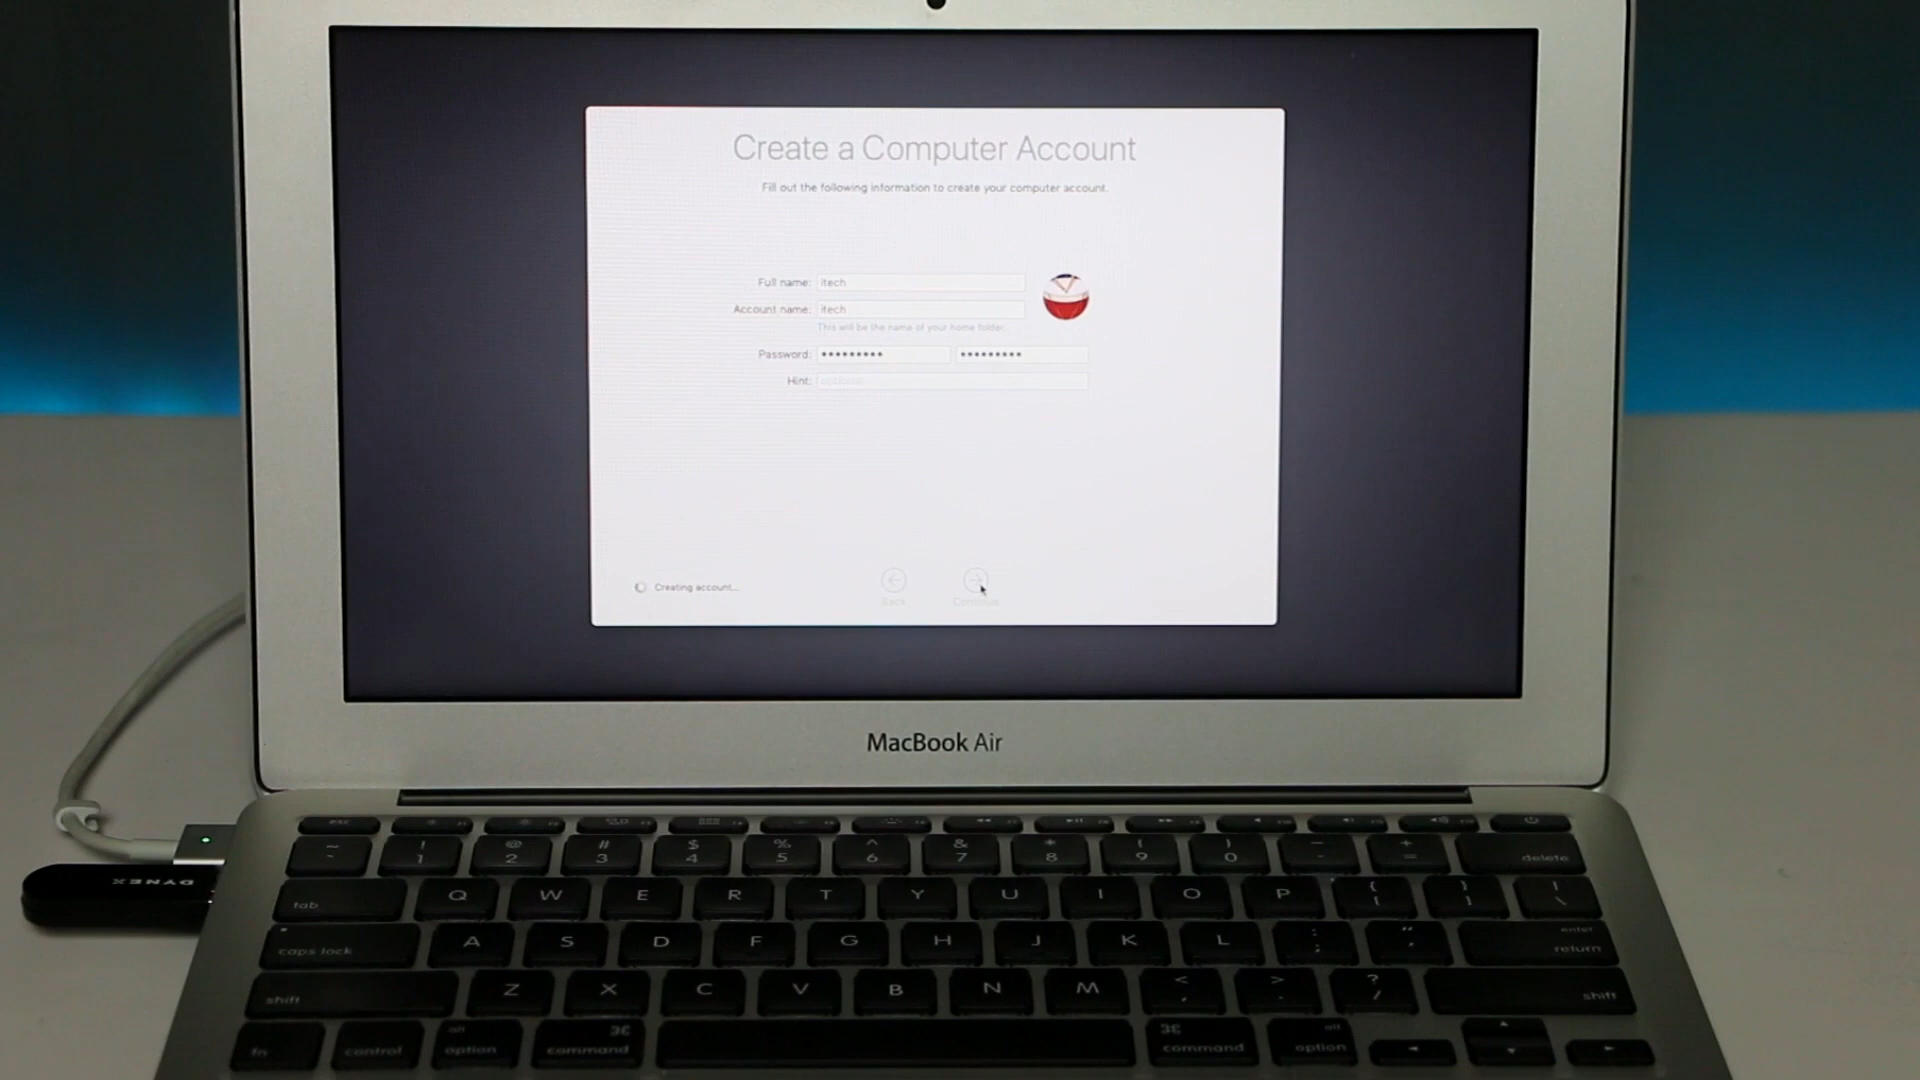 Create a Computer Account
Fill out the following information to create your computer account.
Full name: itech
Account name: itech
This will be the name of your home folder.
Password: ••••••••• •••••••••
Hint: optional
Creating account...
Back Continue
MacBook Air
DYNEX
esc
~ ! @ # $ % ^ & * ( ) _ +
` 1 2 3 4 5 6 7 8 9 0 - = delete
tab Q W E R T Y U I O P { [ } ] | \
caps lock A S D F G H J K L : ; " ' enter return
shift Z X C V B N M < , > . ? / shift
fn control alt option ⌘ command ⌘ command alt option